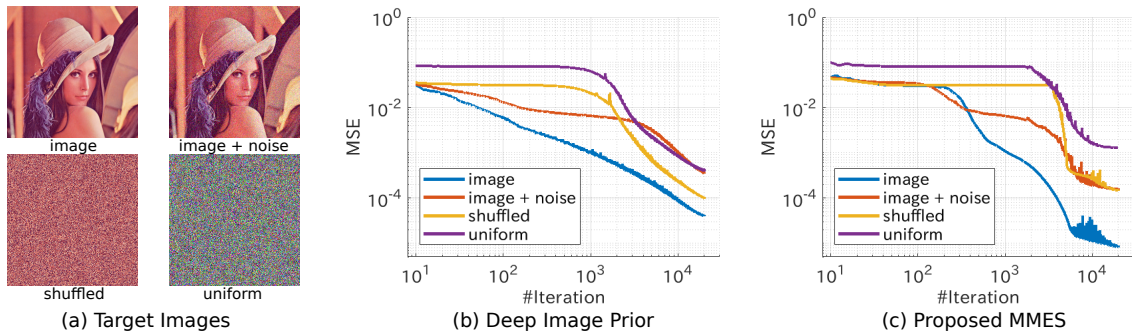 image
image + noise
shuffled
uniform
(a) Target Images
10^0
10^-2
10^-4
MSE
image
image + noise
shuffled
uniform
10^1
10^2
10^3
10^4
#Iteration
(b) Deep Image Prior
10^0
10^-2
10^-4
MSE
image
image + noise
shuffled
uniform
10^1
10^2
10^3
10^4
#Iteration
(c) Proposed MMES